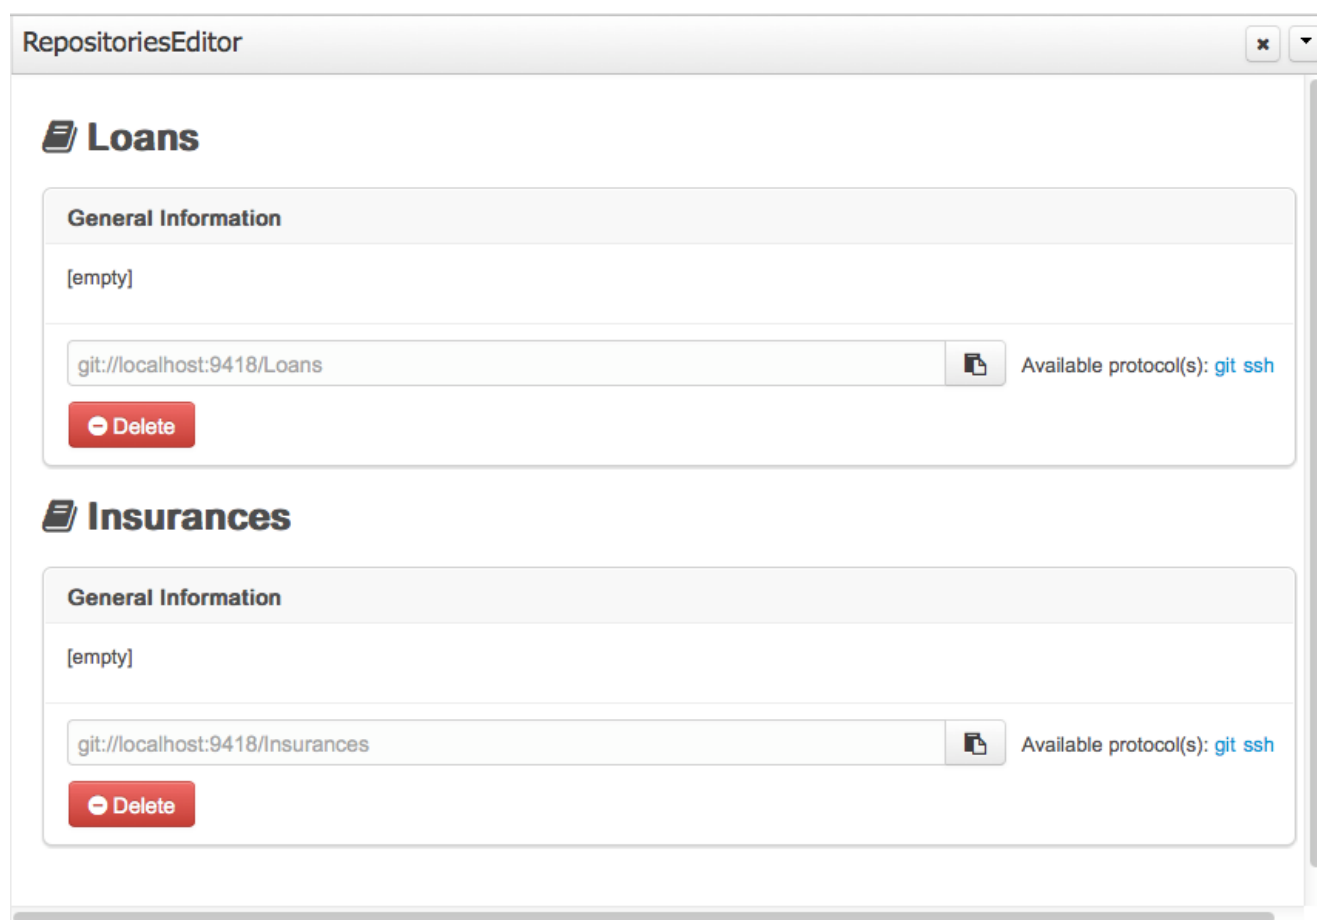 RepositoriesEditor
Loans
General Information
[empty]
git://localhost:9418/Loans Available protocol(s): git ssh
Delete
Insurances
General Information
[empty]
git://localhost:9418/Insurances Available protocol(s): git ssh
Delete